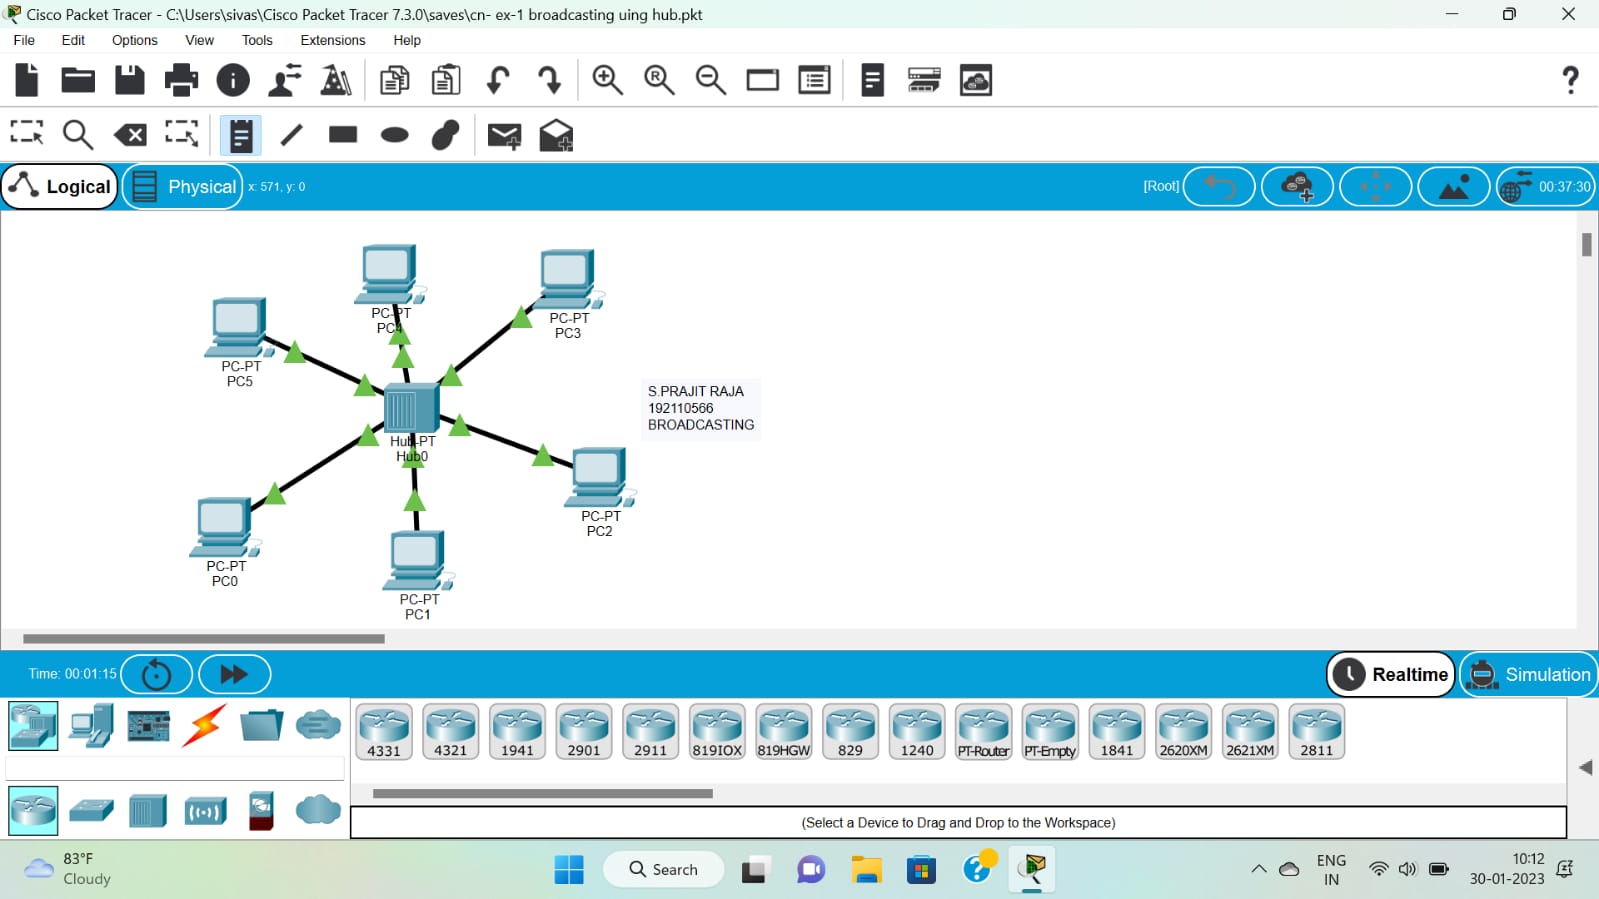 Cisco Packet Tracer - C:\Users\sivas\Cisco Packet Tracer 7.3.0\saves\cn- ex-1 broadcasting uing hub.pkt
File Edit Options View Tools Extensions Help
Logical Physical x: 571, y: 0 [Root] 00:37:30
PC-PT
PC4
PC-PT
PC3
PC-PT
PC5
S.PRAJIT RAJA
192110566
BROADCASTING
Hub-PT
Hub0
PC-PT
PC2
PC-PT
PC0
PC-PT
PC1
Time: 00:01:15 Realtime Simulation
4331 4321 1941 2901 2911 819IOX 819HGW 829 1240 PT-Router PT-Empty 1841 2620XM 2621XM 2811
(Select a Device to Drag and Drop to the Workspace)
83°F
Cloudy
Search
ENG
IN
10:12
30-01-2023